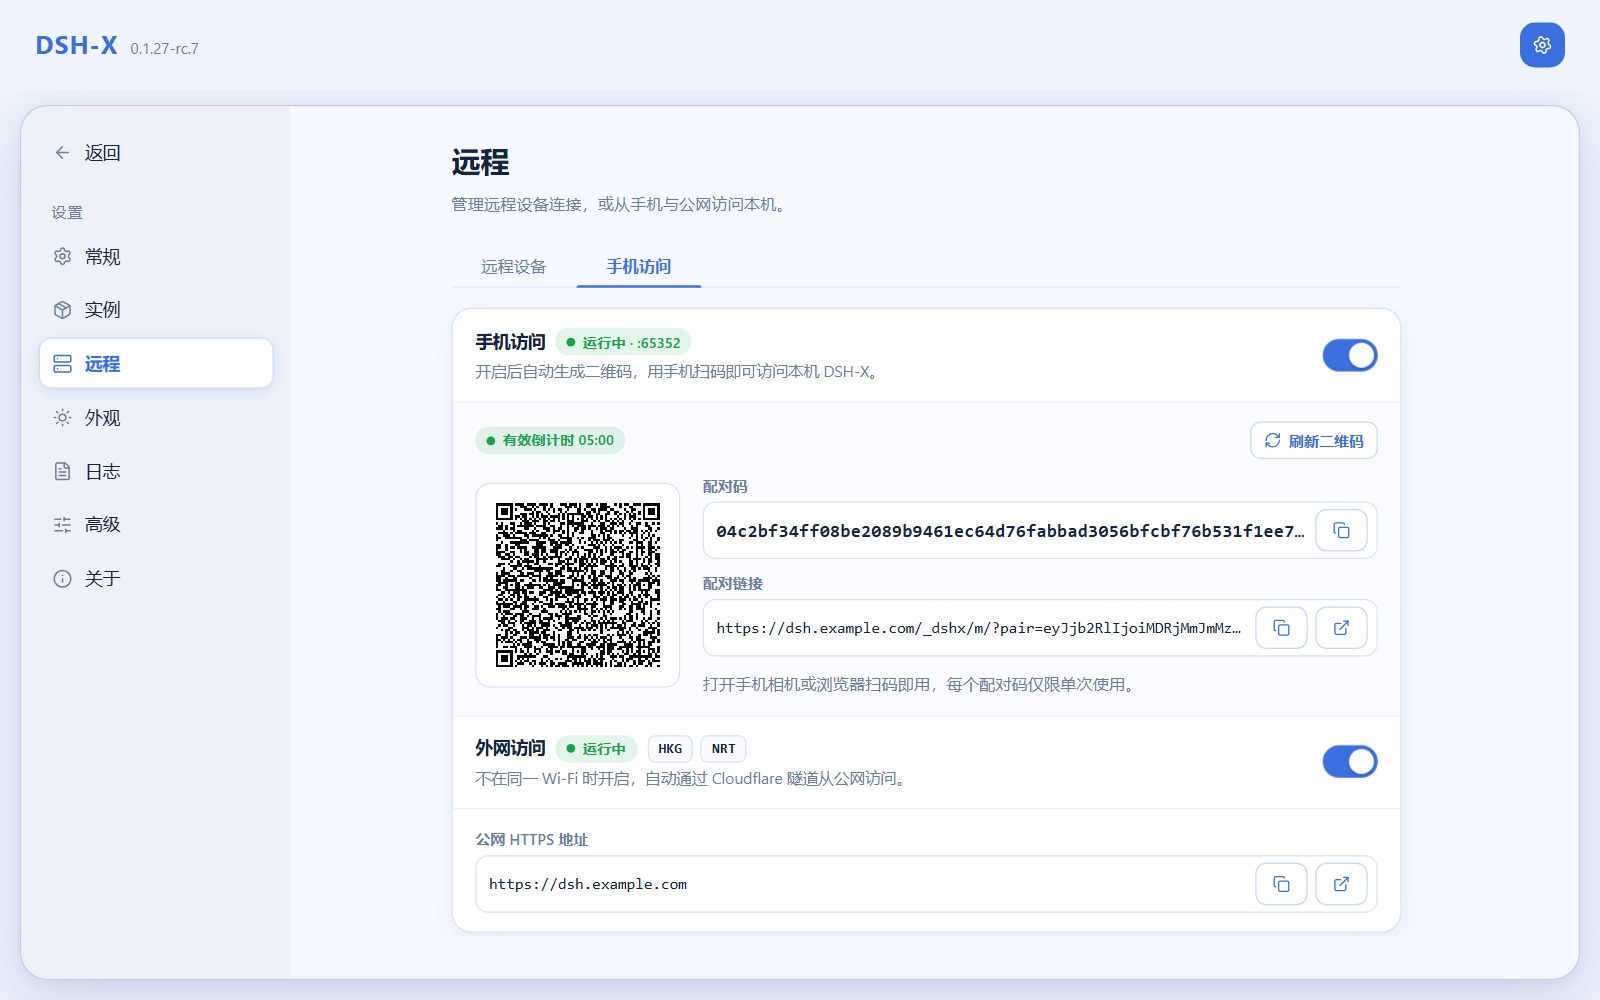 DSH-X 0.1.27-rc.7
返回
设置
常规
实例
远程
外观
日志
高级
关于
远程
管理远程设备连接，或从手机与公网访问本机。
远程设备 手机访问
手机访问 运行中 · :65352
开启后自动生成二维码，用手机扫码即可访问本机 DSH-X。
有效倒计时 05:00 刷新二维码
配对码
04c2bf34ff08be2089b9461ec64d76fabbad3056bfcbf76b531f1ee7…
配对链接
https://dsh.example.com/_dshx/m/?pair=eyJjb2RlIjoiMDRjMmJmMz…
打开手机相机或浏览器扫码即用，每个配对码仅限单次使用。
外网访问 运行中 HKG NRT
不在同一 Wi-Fi 时开启，自动通过 Cloudflare 隧道从公网访问。
公网 HTTPS 地址
https://dsh.example.com